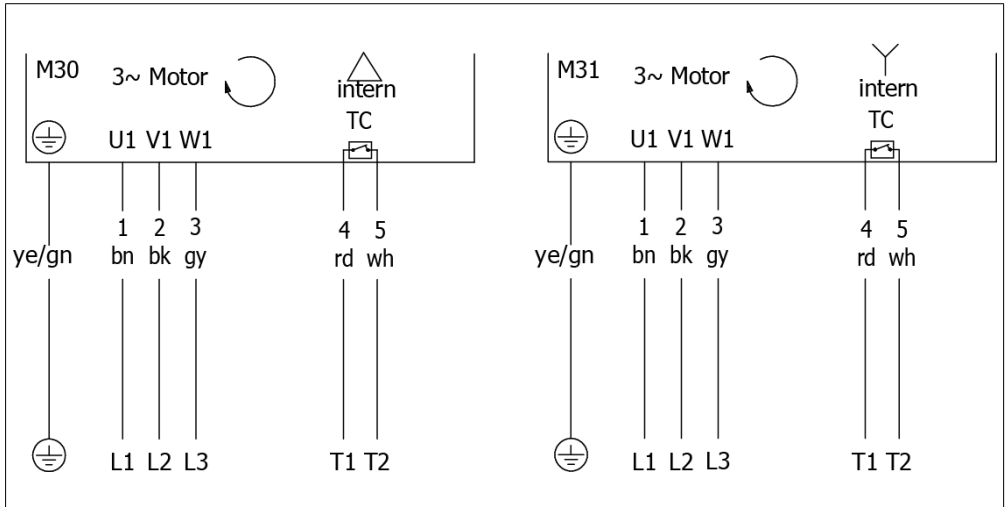 M30 3~ Motor intern
TC
U1 V1 W1
1 2 3 4 5
ye/gn bn bk gy rd wh
L1 L2 L3 T1 T2
M31 3~ Motor intern
TC
U1 V1 W1
1 2 3 4 5
ye/gn bn bk gy rd wh
L1 L2 L3 T1 T2